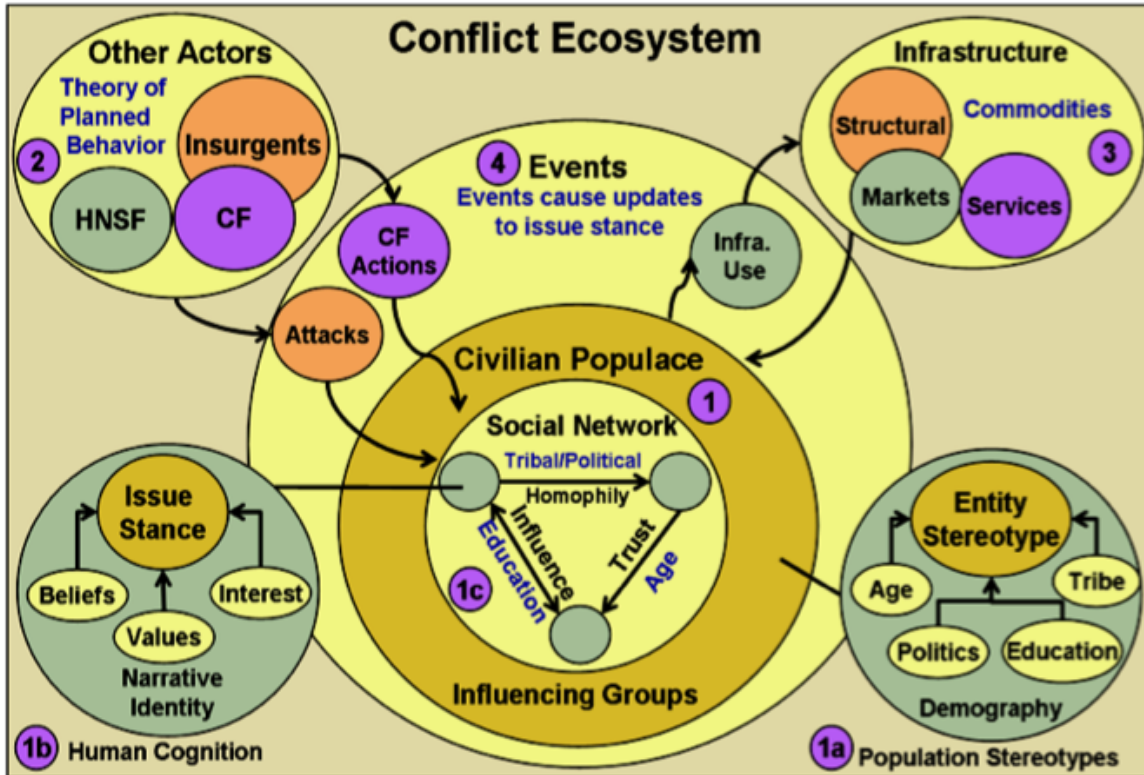 Conflict Ecosystem
Other Actors
Theory of
Planned
Behavior
2
Insurgents
HNSF
CF
Infrastructure
Commodities
Structural
3
Markets
Services
4
Events
Events cause updates
to issue stance
CF
Actions
Infra.
Use
Attacks
Civilian Populace
1
Social Network
Tribal/Political
Homophily
Influence
Education
Trust
Age
1c
Influencing Groups
Issue
Stance
Beliefs
Interest
Values
Narrative
Identity
1b
Human Cognition
Entity
Stereotype
Age
Tribe
Politics
Education
Demography
1a
Population Stereotypes